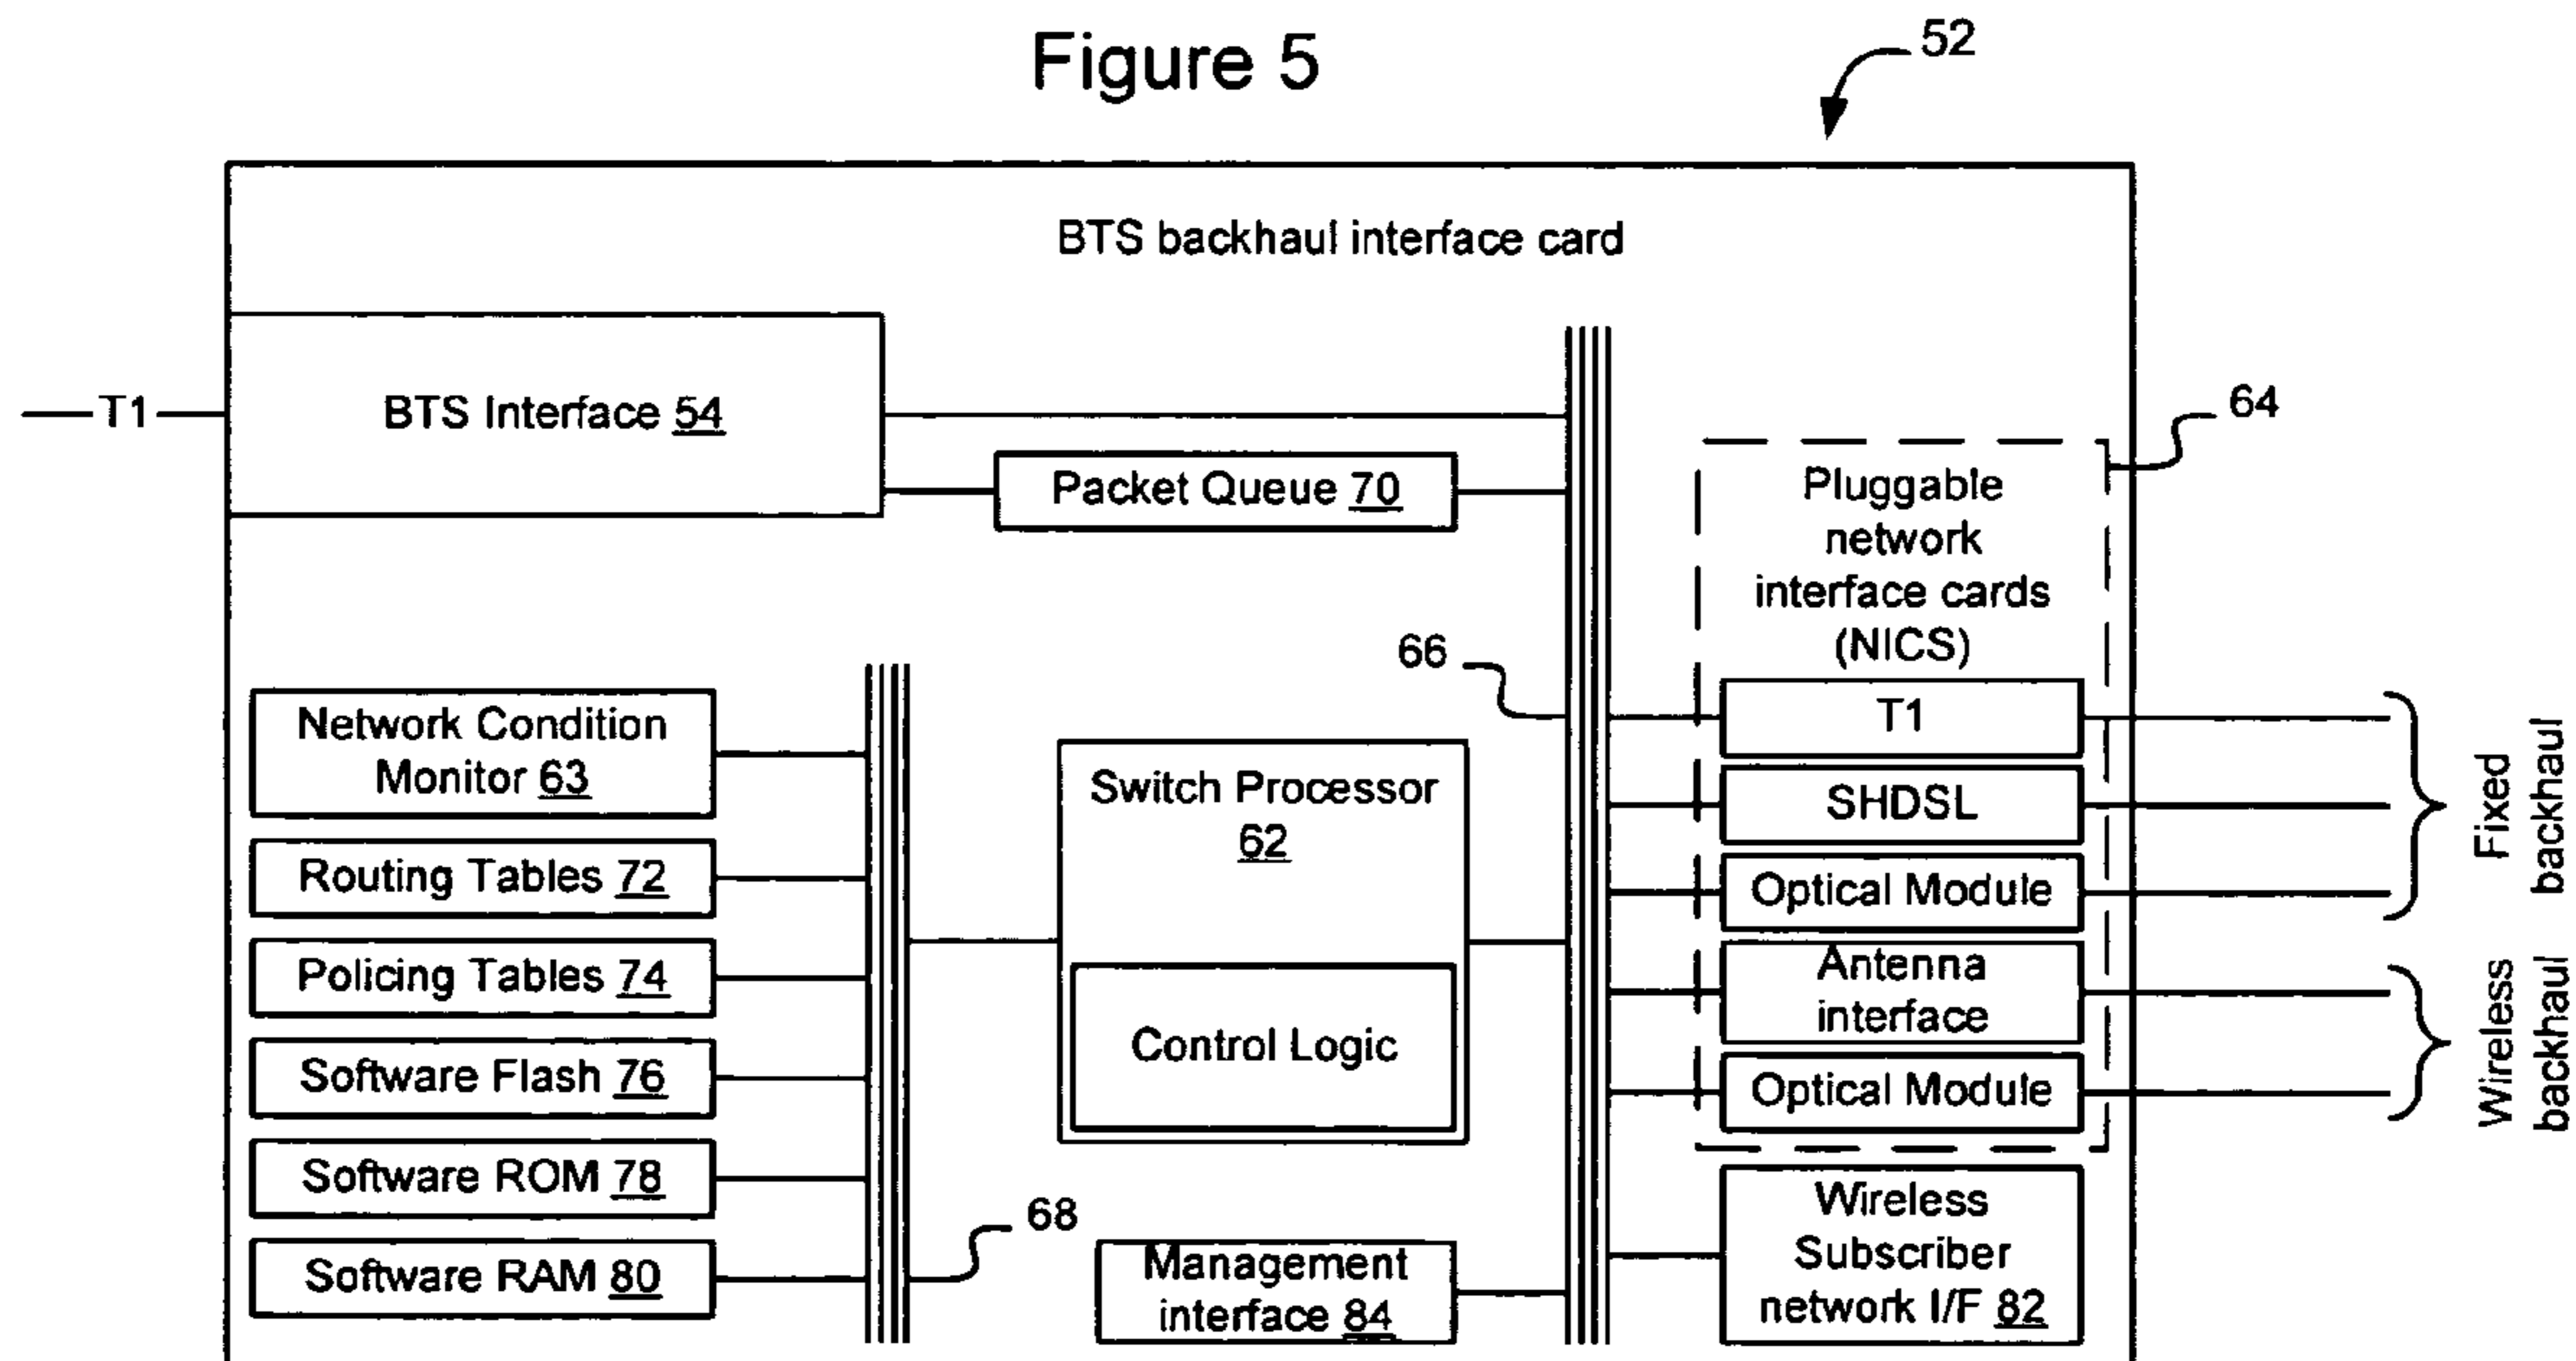 Figure 5
52
BTS backhaul interface card
T1
BTS Interface 54
Packet Queue 70
64
Pluggable
network
interface cards
(NICS)
66
T1
SHDSL
Optical Module
Antenna
interface
Optical Module
Fixed
backhaul
Wireless
backhaul
Network Condition
Monitor 63
Routing Tables 72
Policing Tables 74
Software Flash 76
Software ROM 78
Software RAM 80
68
Switch Processor
62
Control Logic
Management
interface 84
Wireless
Subscriber
network I/F 82